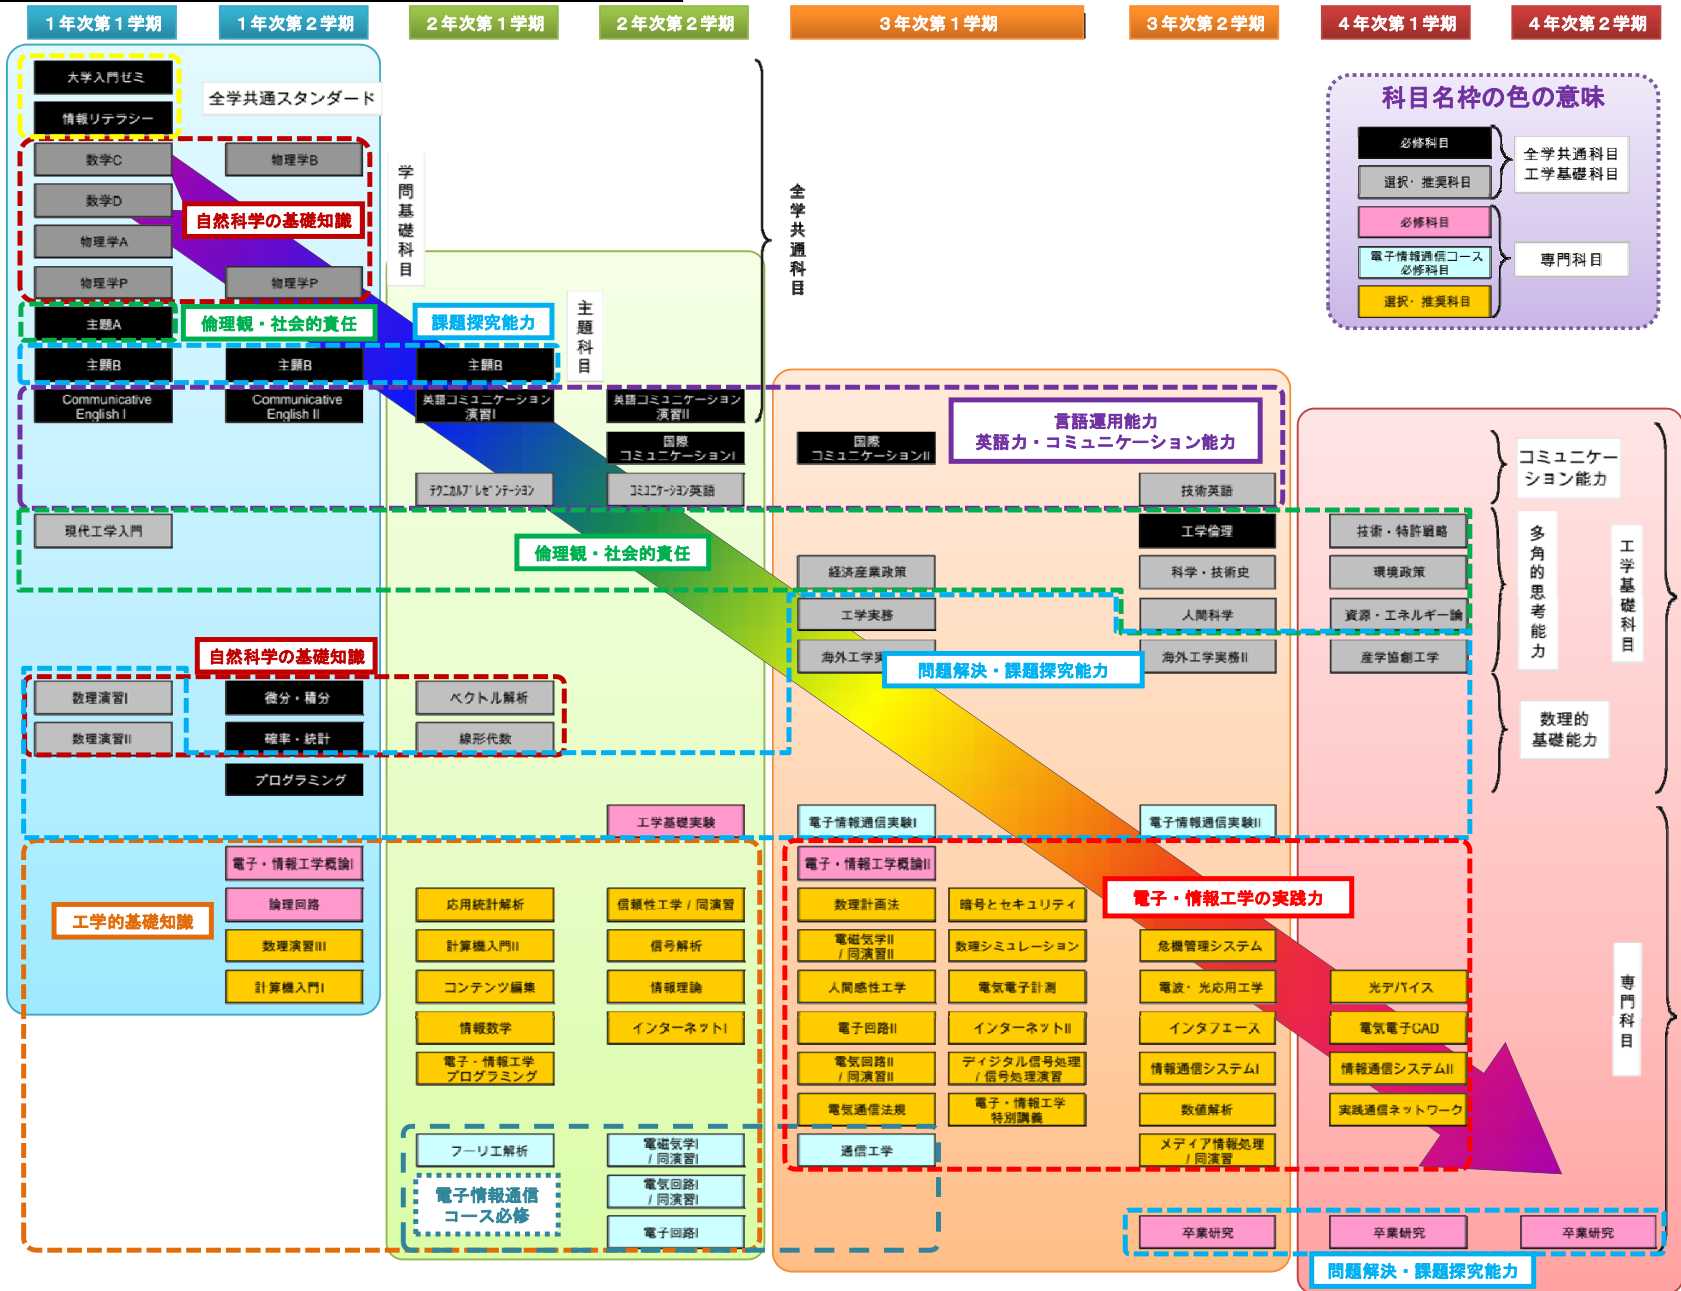 １年次第１学期
１年次第２学期
２年次第１学期
２年次第２学期
３年次第１学期
３年次第２学期
４年次第１学期
４年次第２学期
大学入門ゼミ
情報リテラシー
全学共通スタンダード
数学C
物理学B
数学D
自然科学の基礎知識
物理学A
物理学P
物理学P
学問基礎科目
主題A
倫理観・社会的責任
課題探究能力
主題B
主題B
主題B
主題科目
全学共通科目
科目名枠の色の意味
必修科目
選択・推奨科目
全学共通科目
工学基礎科目
必修科目
電子情報通信コース
必修科目
選択・推奨科目
専門科目
Communicative
English I
Communicative
English II
英語コミュニケーション
演習I
英語コミュニケーション
演習II
国際
コミュニケーションI
国際
コミュニケーションII
言語運用能力
英語力・コミュニケーション能力
テクニカルプレゼンテーション
コミュニケーション英語
技術英語
コミュニケー
ション能力
現代工学入門
倫理観・社会的責任
工学倫理
技術・特許戦略
経済産業政策
科学・技術史
環境政策
工学実務
人間科学
資源・エネルギー論
海外工学実
問題解決・課題探究能力
海外工学実務II
産学協創工学
多角的思考能力
工学基礎科目
自然科学の基礎知識
数理演習I
微分・積分
ベクトル解析
数理演習II
確率・統計
線形代数
数理的
基礎能力
プログラミング
工学基礎実験
電子情報通信実験I
電子情報通信実験II
電子・情報工学概論I
電子・情報工学概論II
工学的基礎知識
論理回路
応用統計解析
信頼性工学 / 同演習
数理計画法
暗号とセキュリティ
電子・情報工学の実践力
数理演習III
計算機入門II
信号解析
電磁気学II
/ 同演習II
数理シミュレーション
危機管理システム
計算機入門I
コンテンツ編集
情報理論
人間感性工学
電気電子計測
電波・光応用工学
光デバイス
専門科目
情報数学
インターネットI
電子回路II
インターネットII
インタフェース
電気電子CAD
電子・情報工学
プログラミング
電気回路II
/ 同演習II
ディジタル信号処理
/ 信号処理演習
情報通信システムI
情報通信システムII
電気通信法規
電子・情報工学
特別講義
数値解析
実践通信ネットワーク
フーリエ解析
電磁気学I
/ 同演習I
通信工学
メディア情報処理
/ 同演習
電子情報通信
コース必修
電気回路I
/ 同演習I
電子回路I
卒業研究
卒業研究
卒業研究
問題解決・課題探究能力